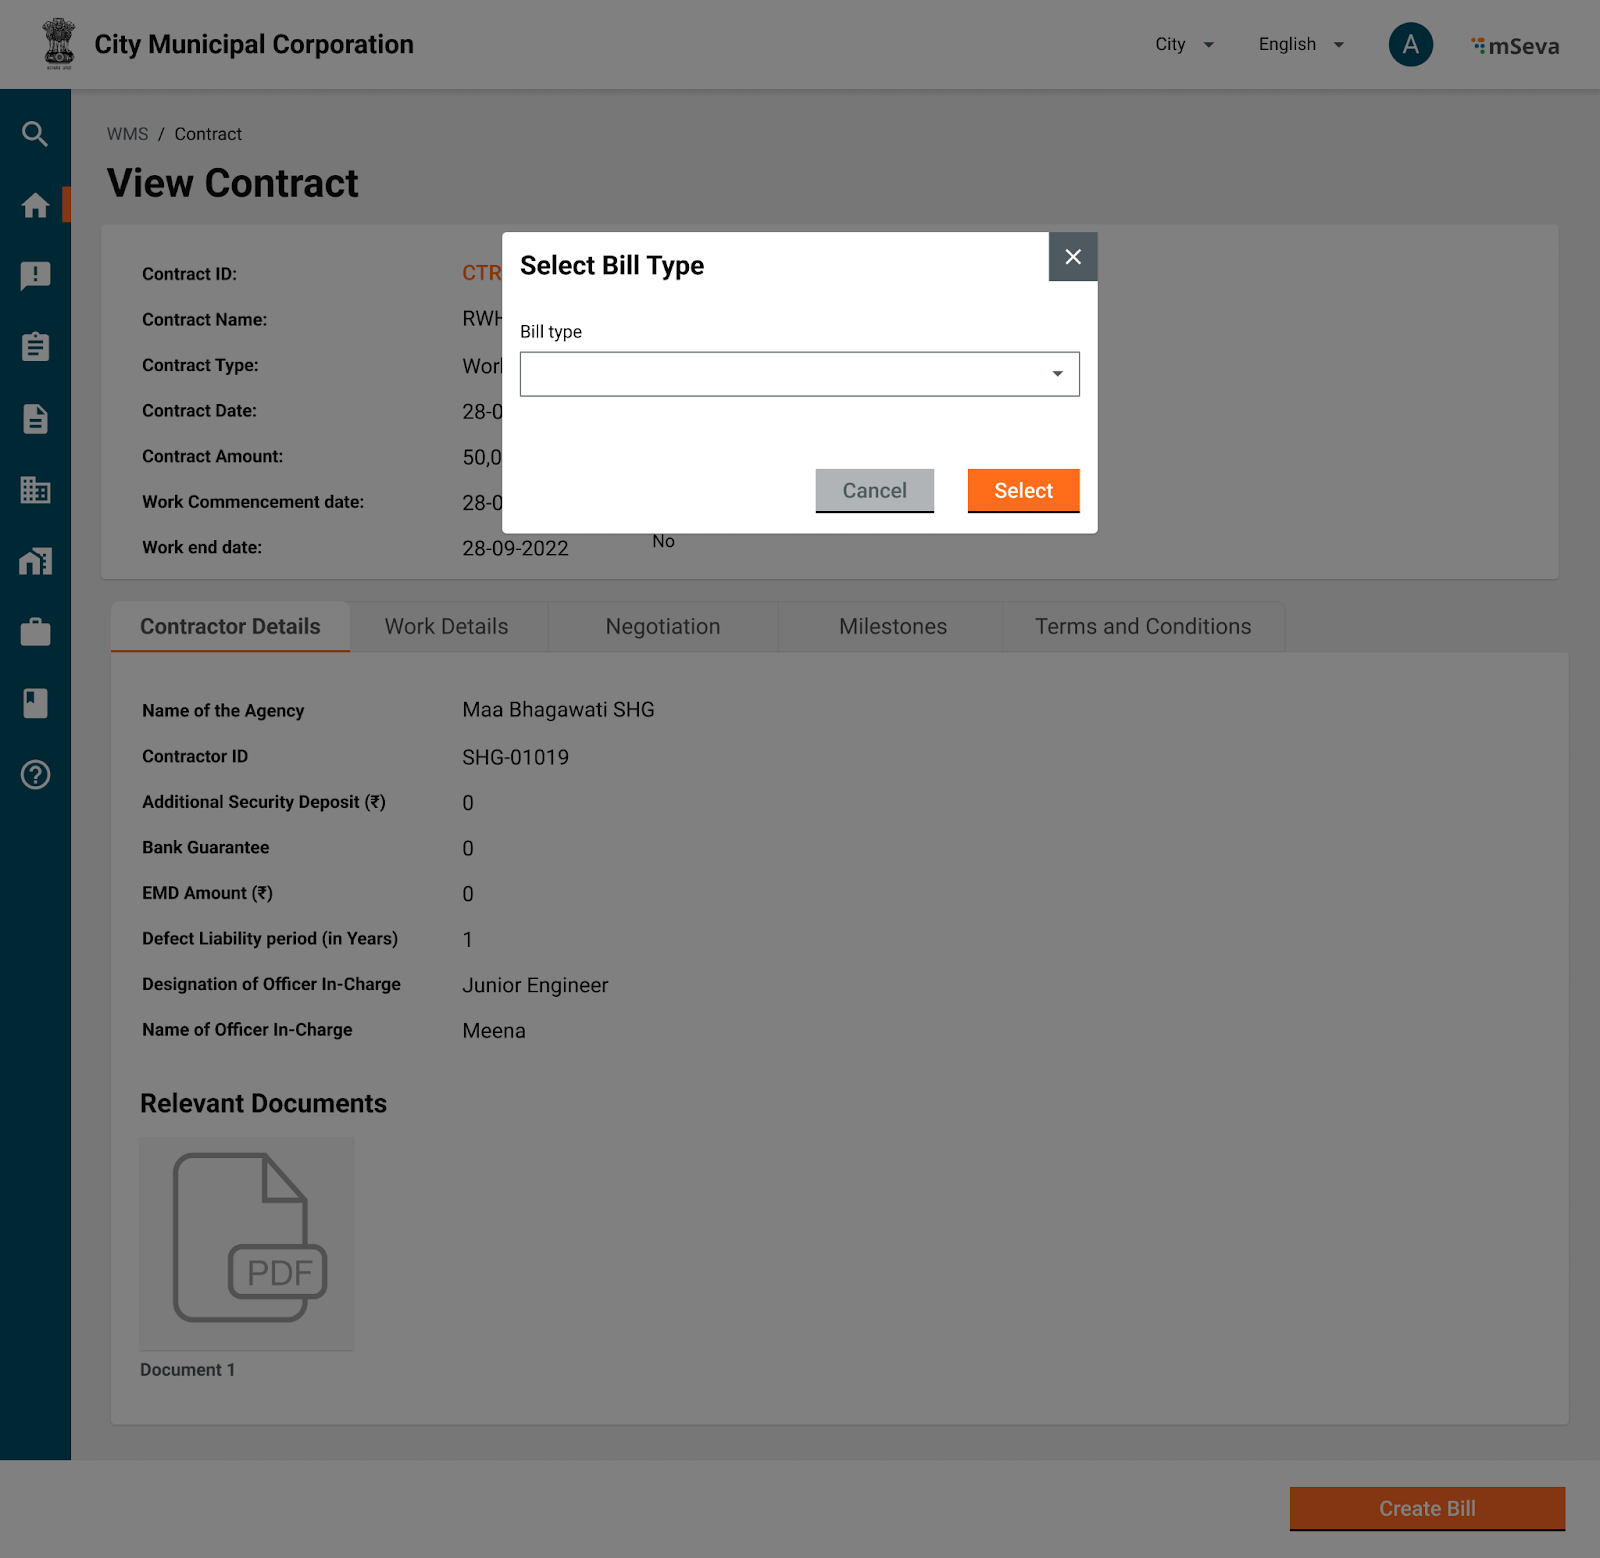 City Municipal Corporation
City
English
A
mSeva
WMS / Contract
View Contract
Select Bill Type
Bill type
Cancel
Select
Contract ID: CTR
Contract Name: RWH
Contract Type: Wor
Contract Date: 28-0
Contract Amount: 50,0
Work Commencement date: 28-0
Work end date: 28-09-2022
No
Contractor Details
Work Details
Negotiation
Milestones
Terms and Conditions
Name of the Agency Maa Bhagawati SHG
Contractor ID SHG-01019
Additional Security Deposit (₹) 0
Bank Guarantee 0
EMD Amount (₹) 0
Defect Liability period (in Years) 1
Designation of Officer In-Charge Junior Engineer
Name of Officer In-Charge Meena
Relevant Documents
PDF
Document 1
Create Bill